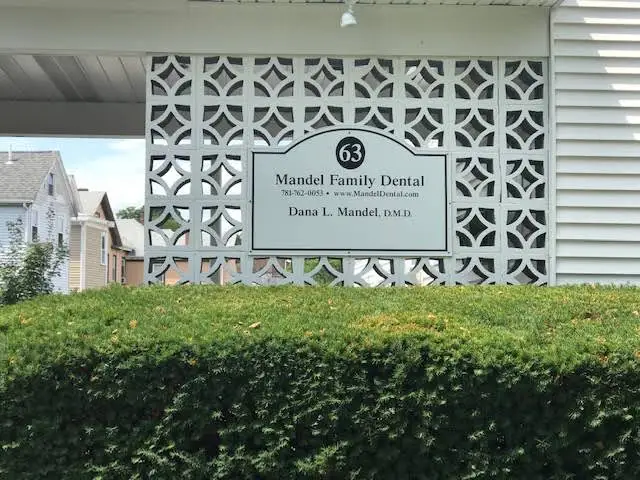 63
Mandel Family Dental
781-762-0053 • www.MandelDental.com
Dana L. Mandel, D.M.D.